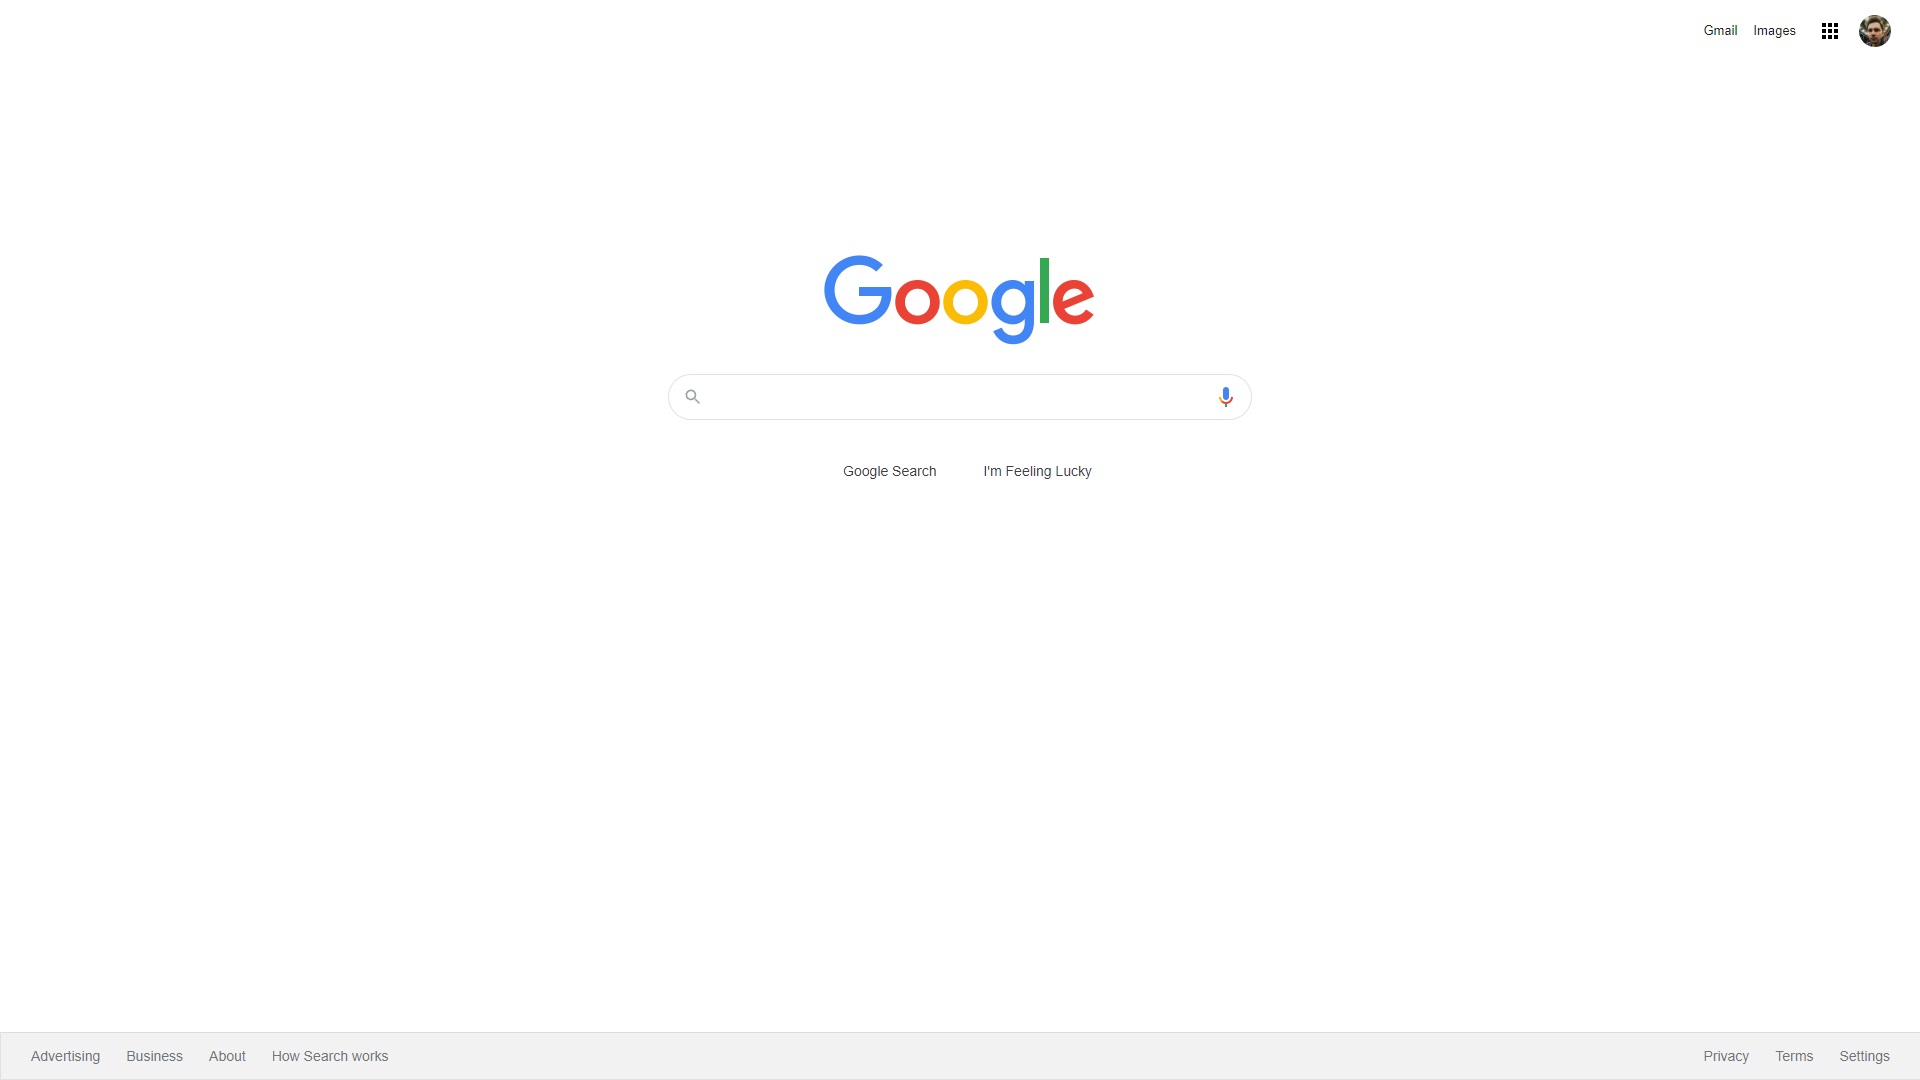 Gmail Images
Google
Google Search I'm Feeling Lucky
Advertising Business About How Search works Privacy Terms Settings